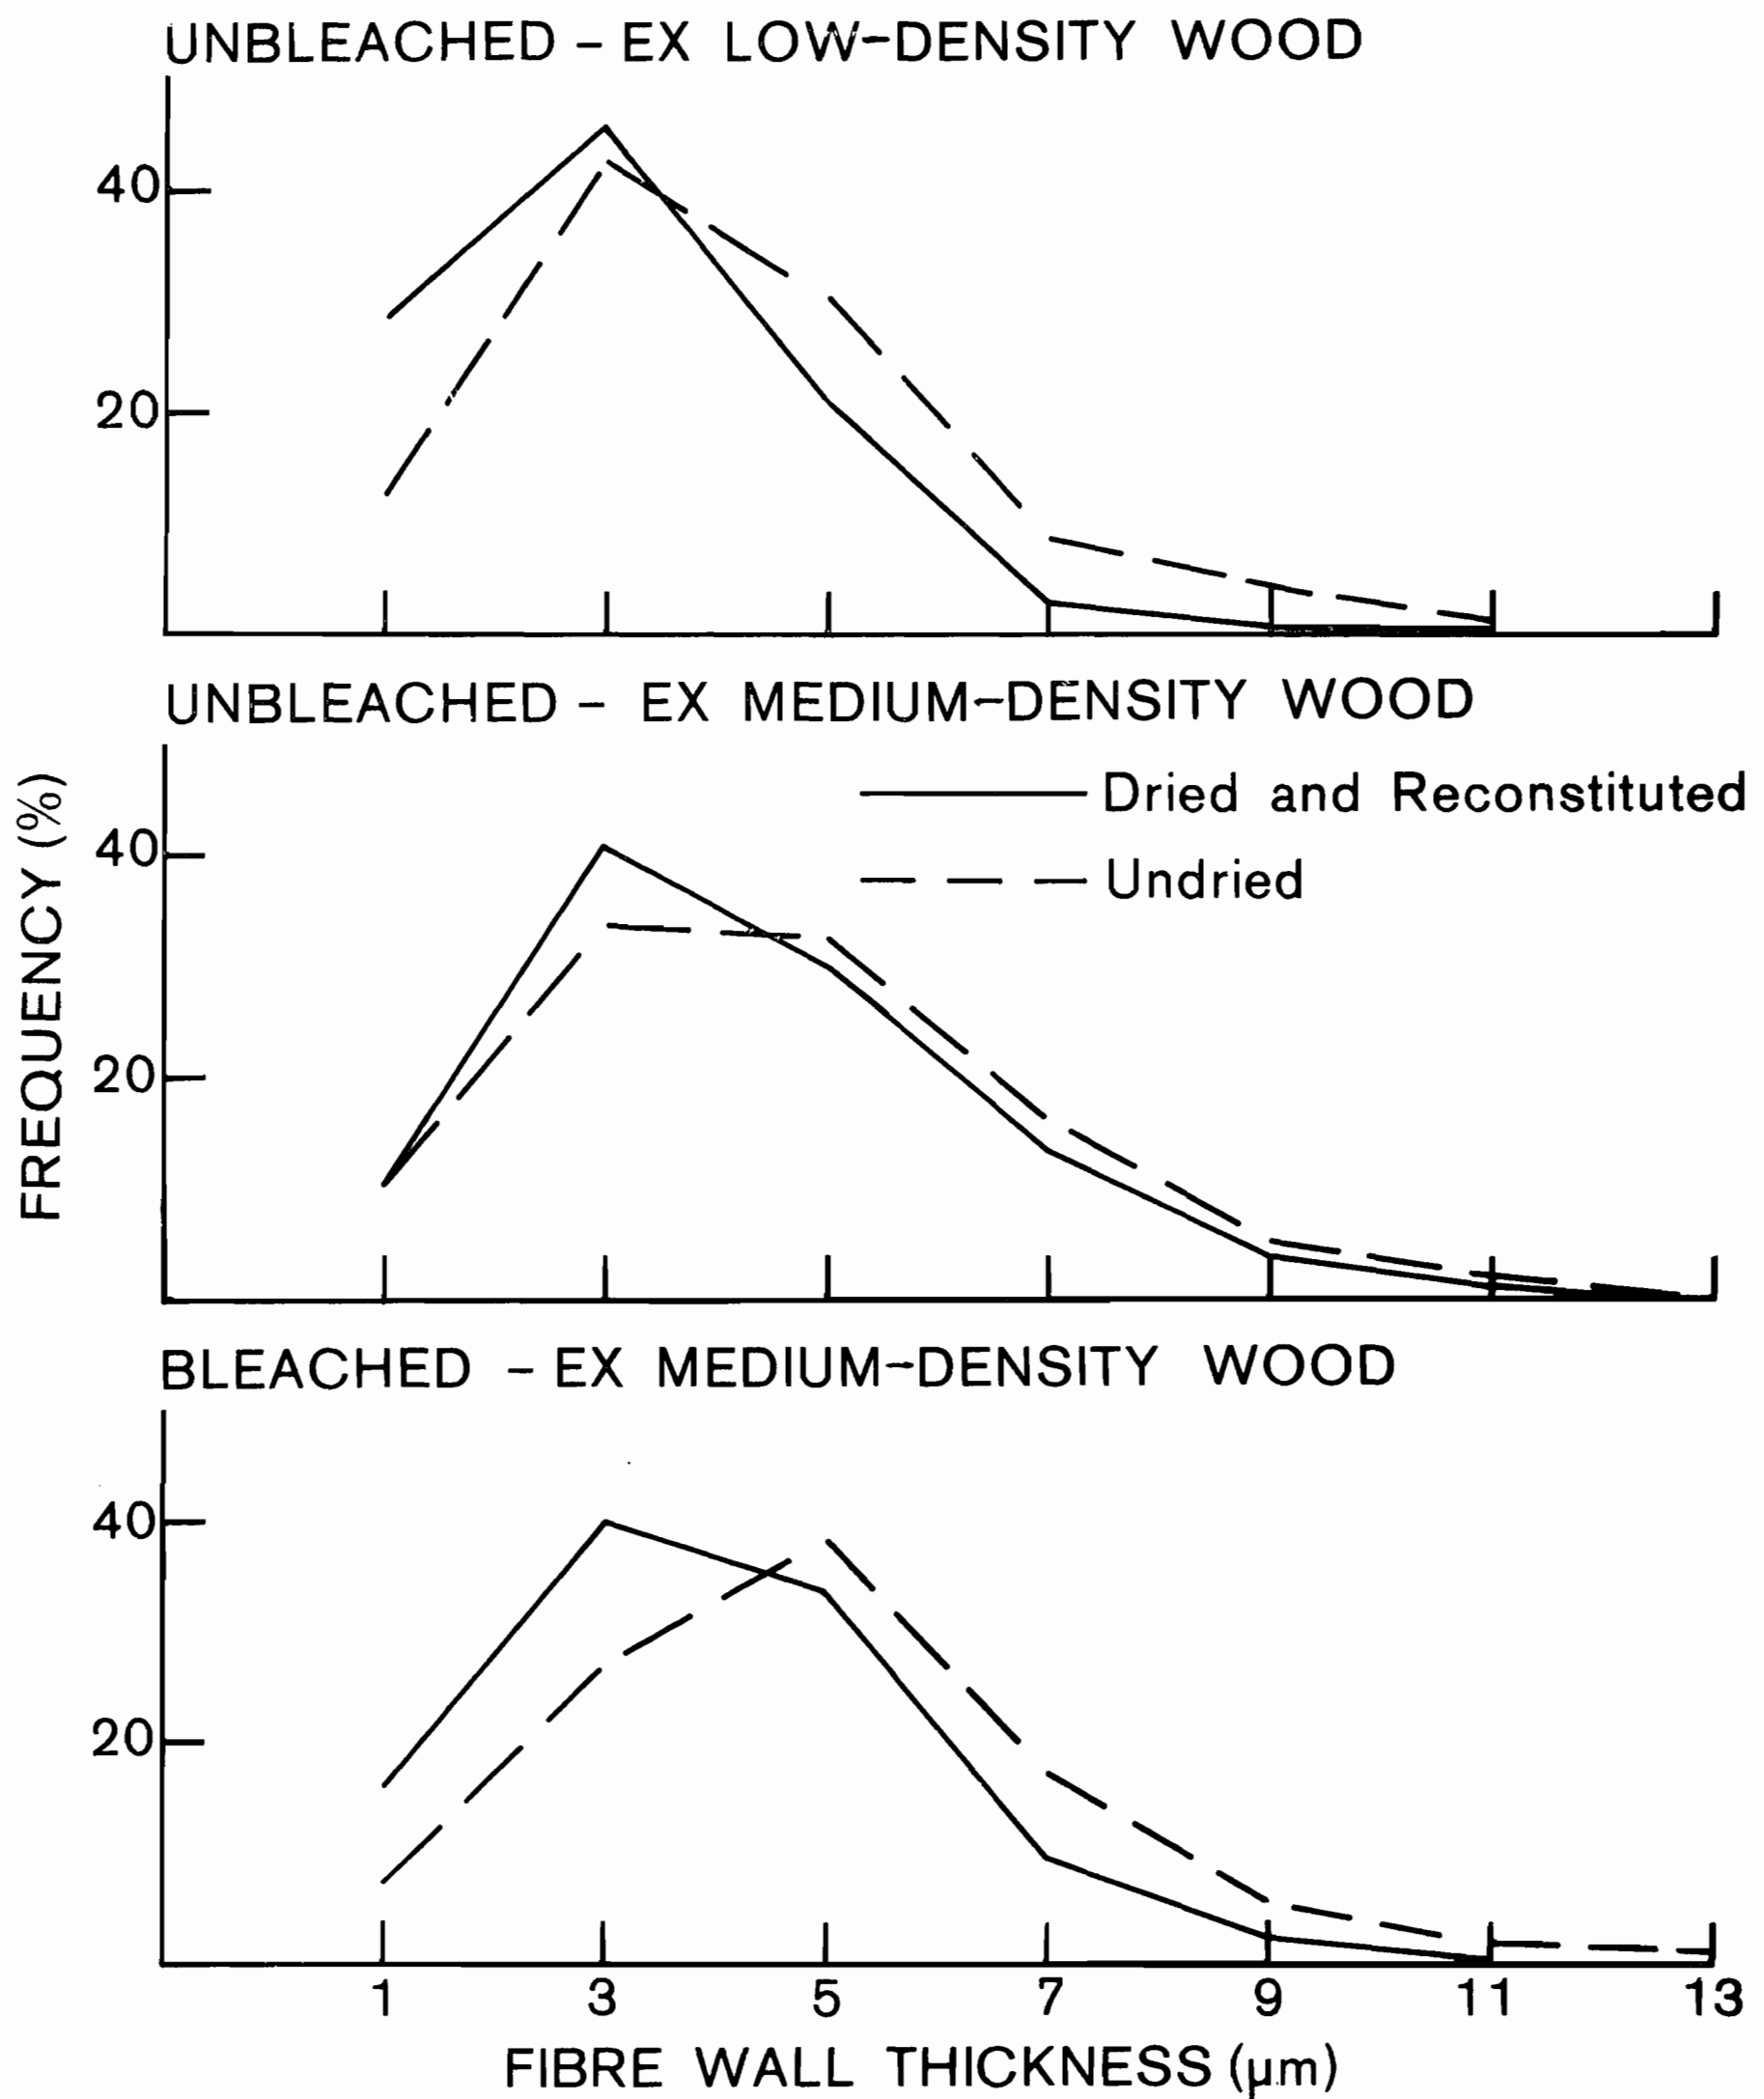 UNBLEACHED – EX LOW-DENSITY WOOD
40
20
UNBLEACHED – EX MEDIUM-DENSITY WOOD
FREQUENCY (%)
Dried and Reconstituted
Undried
40
20
BLEACHED – EX MEDIUM-DENSITY WOOD
40
20
1 3 5 7 9 11 13
FIBRE WALL THICKNESS (μm)